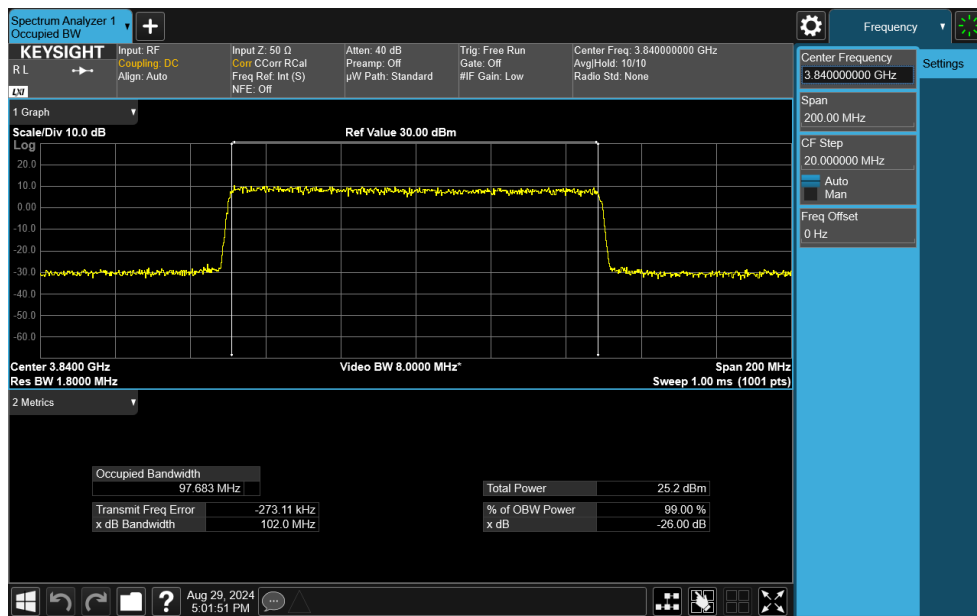 Spectrum Analyzer 1
Occupied BW
Frequency
KEYSIGHT
R L
LXI
Input: RF
Coupling: DC
Align: Auto
Input Z: 50 Ω
Corr CCorr RCal
Freq Ref: Int (S)
NFE: Off
Atten: 40 dB
Preamp: Off
µW Path: Standard
Trig: Free Run
Gate: Off
#IF Gain: Low
Center Freq: 3.840000000 GHz
Avg|Hold: 10/10
Radio Std: None
Center Frequency
3.840000000 GHz
Settings
Span
200.00 MHz
CF Step
20.000000 MHz
Auto
Man
Freq Offset
0 Hz
1 Graph
Scale/Div 10.0 dB
Ref Value 30.00 dBm
Log
20.0
10.0
0.00
-10.0
-20.0
-30.0
-40.0
-50.0
-60.0
Center 3.8400 GHz
Video BW 8.0000 MHz*
Span 200 MHz
Res BW 1.8000 MHz
Sweep 1.00 ms (1001 pts)
2 Metrics
Occupied Bandwidth
97.683 MHz
Total Power 25.2 dBm
Transmit Freq Error -273.11 kHz
% of OBW Power 99.00 %
x dB Bandwidth 102.0 MHz
x dB -26.00 dB
?
Aug 29, 2024
5:01:51 PM